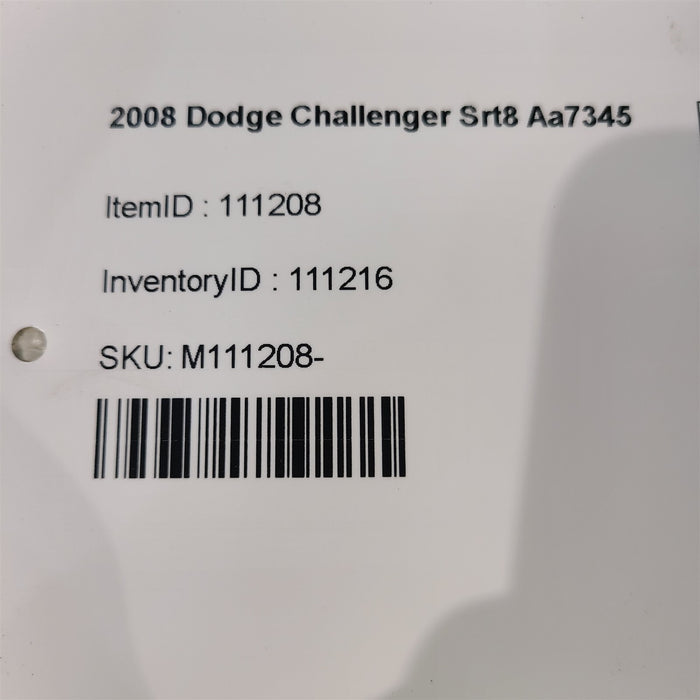 2008 Dodge Challenger Srt8 Aa7345
ItemID : 111208
InventoryID : 111216
SKU: M111208-